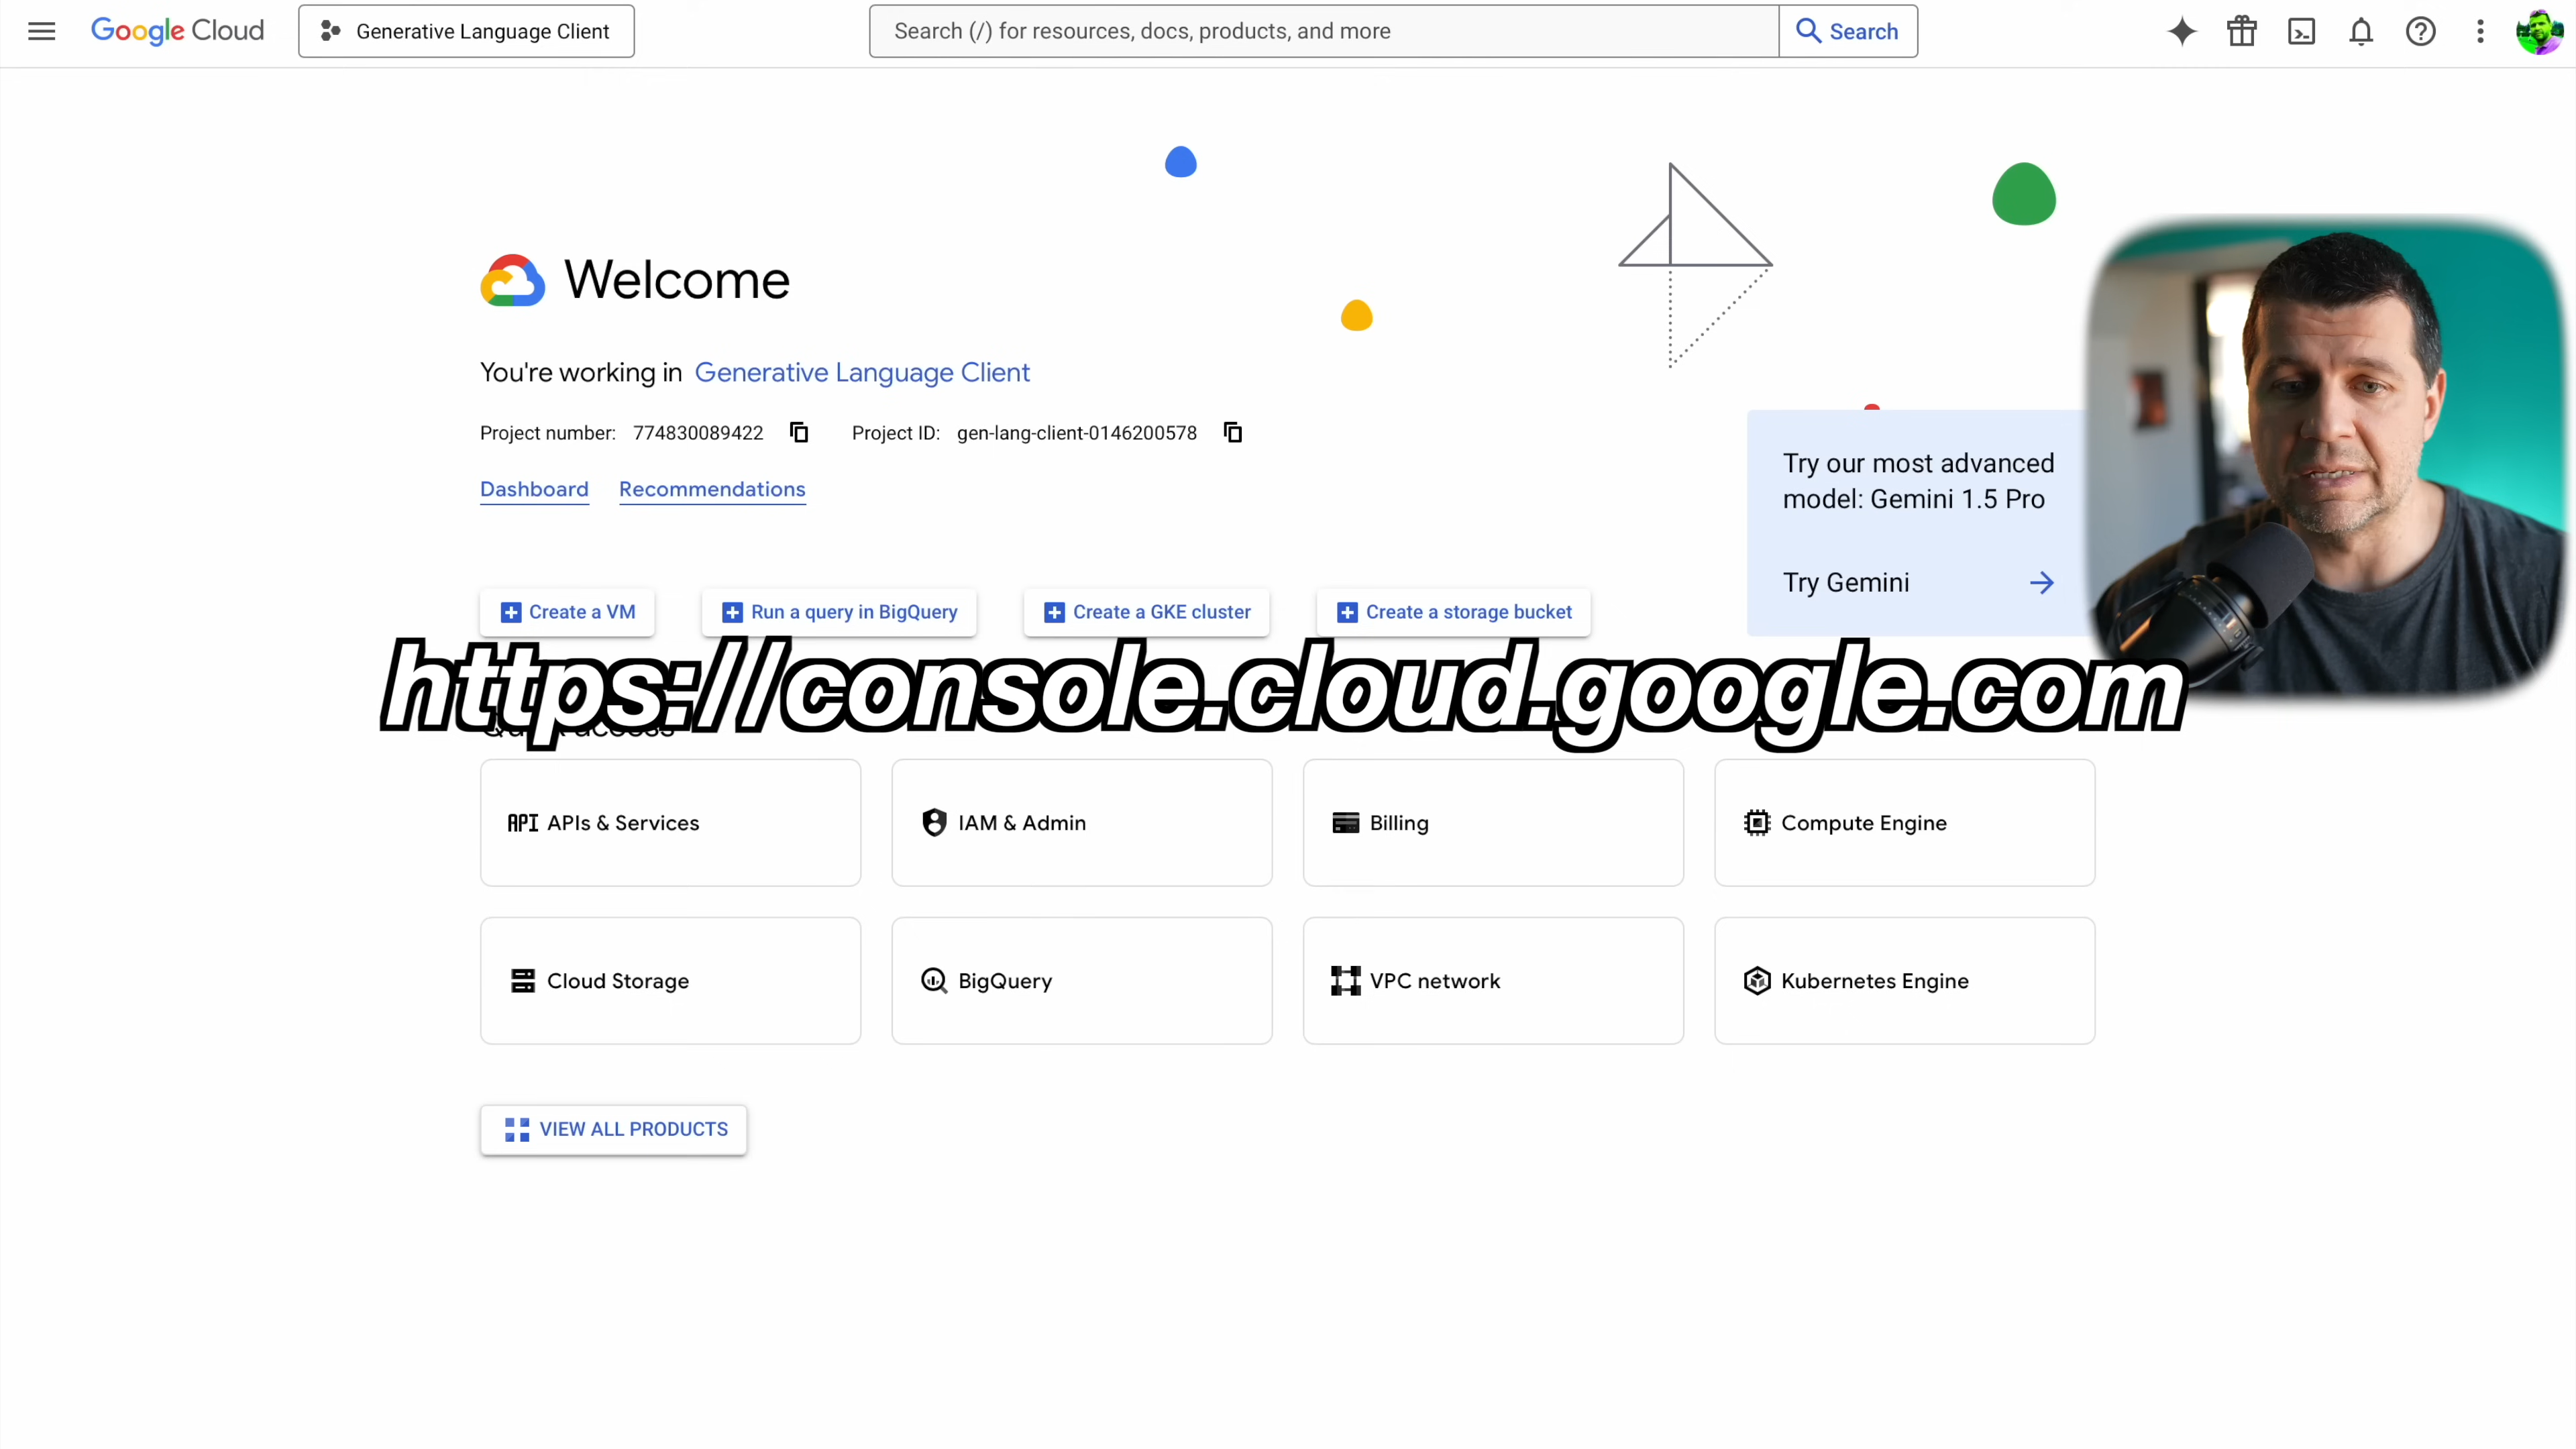 Google Cloud
Generative Language Client
Search (/) for resources, docs, products, and more
Search
Welcome
You're working in Generative Language Client
Project number: 774830089422 Project ID: gen-lang-client-0146200578
Dashboard Recommendations
Try our most advanced
model: Gemini 1.5 Pro
Try Gemini
Create a VM
Run a query in BigQuery
Create a GKE cluster
Create a storage bucket
https://console.cloud.google.com
Quick access
API APIs & Services
IAM & Admin
Billing
Compute Engine
Cloud Storage
BigQuery
VPC network
Kubernetes Engine
VIEW ALL PRODUCTS